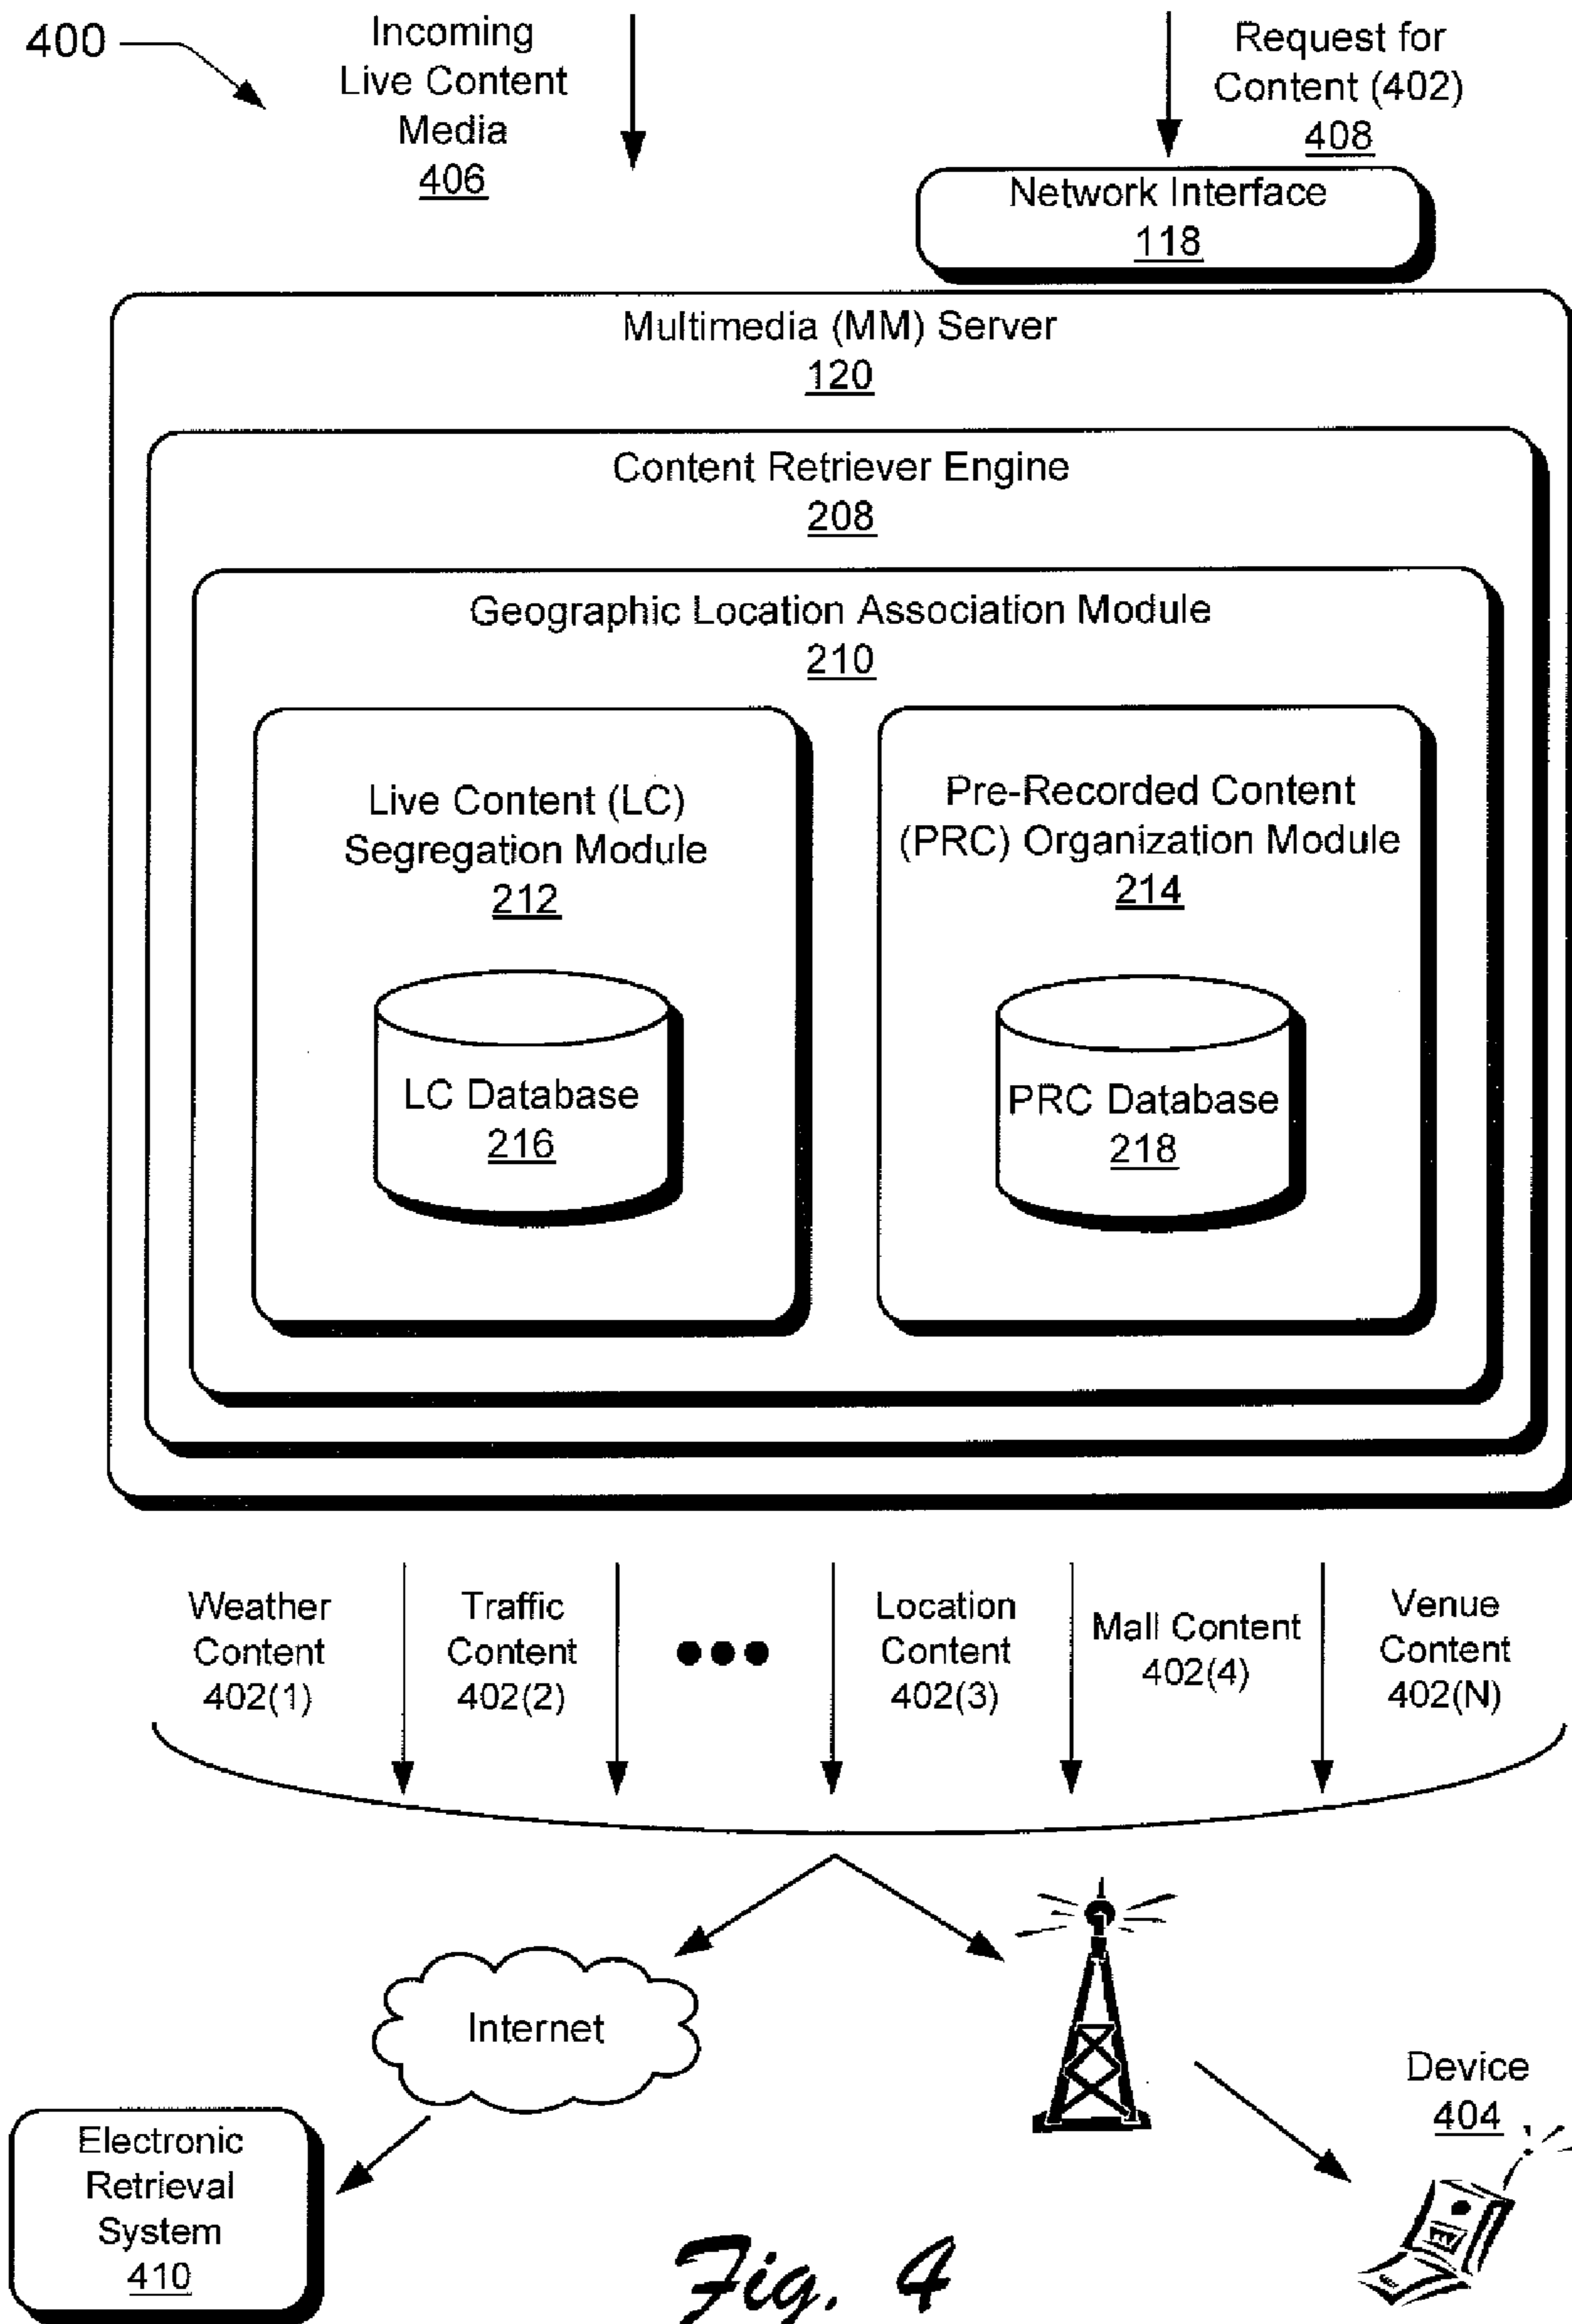 400
Incoming
Live Content
Media
406
Request for
Content (402)
408
Network Interface
118
Multimedia (MM) Server
120
Content Retriever Engine
208
Geographic Location Association Module
210
Live Content (LC)
Segregation Module
212
LC Database
216
Pre-Recorded Content
(PRC) Organization Module
214
PRC Database
218
Weather
Content
402(1)
Traffic
Content
402(2)
Location
Content
402(3)
Mall Content
402(4)
Venue
Content
402(N)
Internet
Device
404
Electronic
Retrieval
System
410
Fig. 4